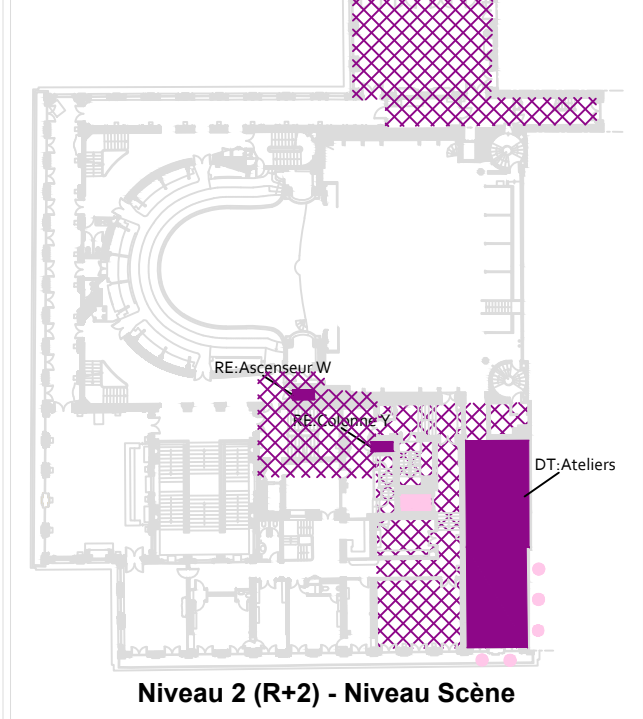 RE:Ascenseur W
RE:Colonne Y
DT:Ateliers
Niveau 2 (R+2) - Niveau Scène